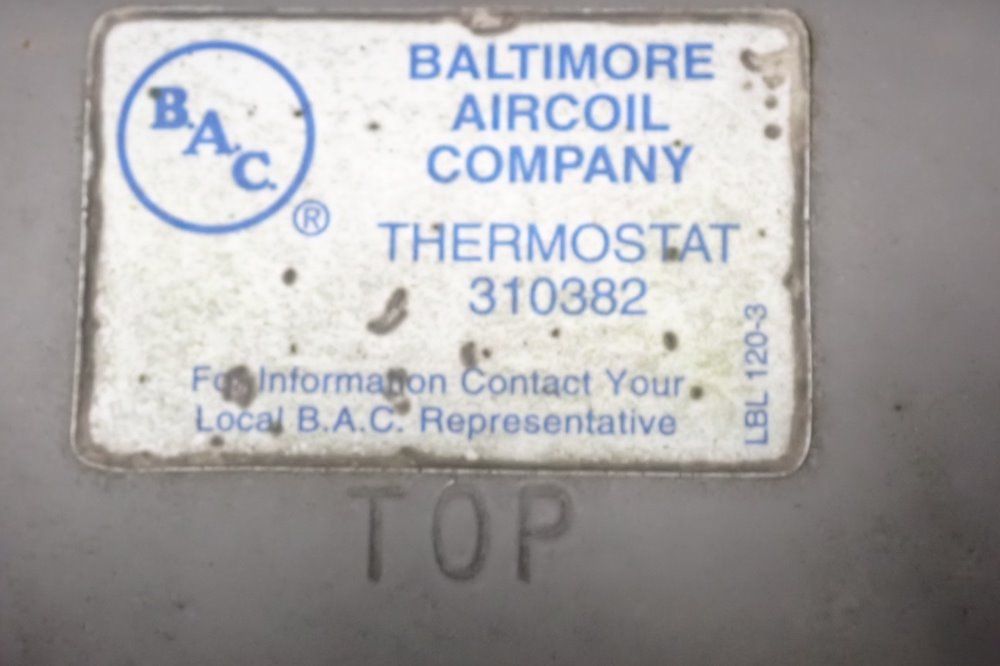 B.A.C.
®
BALTIMORE
AIRCOIL
COMPANY
THERMOSTAT
310382
For Information Contact Your
Local B.A.C. Representative
LBL 120-3
TOP